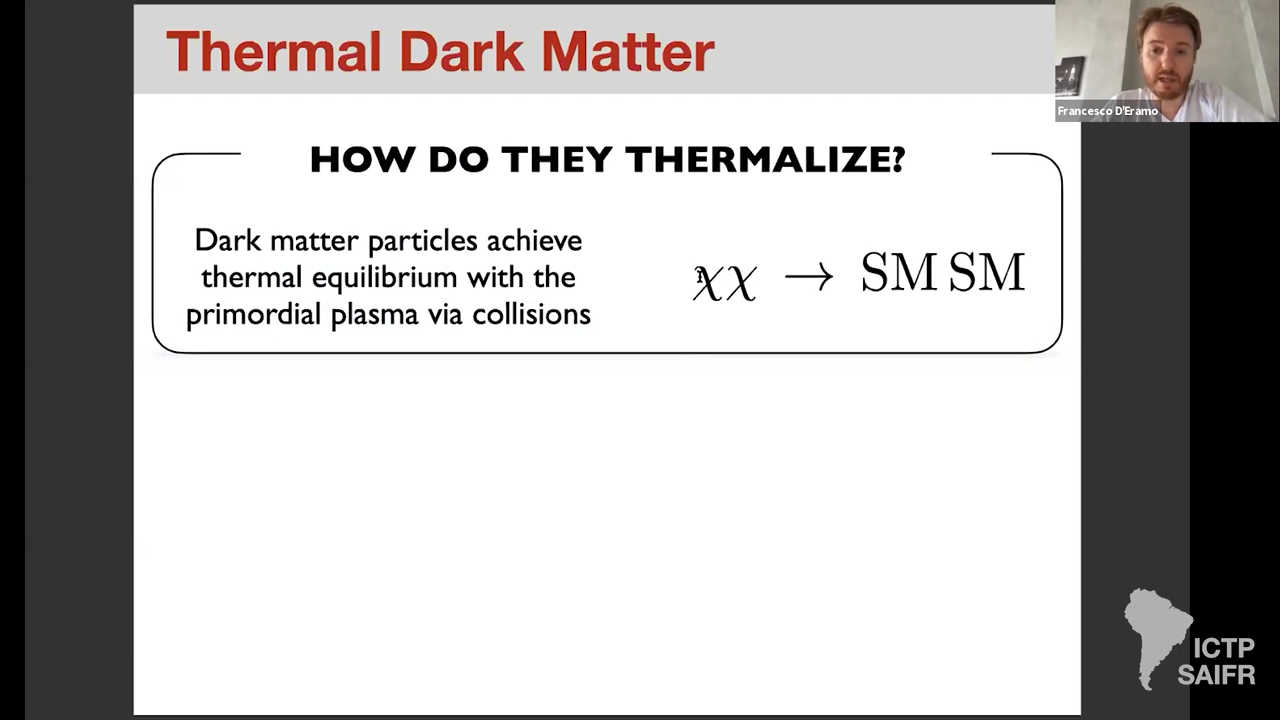 Thermal Dark Matter
Francesco D'Eramo
HOW DO THEY THERMALIZE?
Dark matter particles achieve
thermal equilibrium with the
primordial plasma via collisions
χχ → SM SM
ICTP
SAIFR